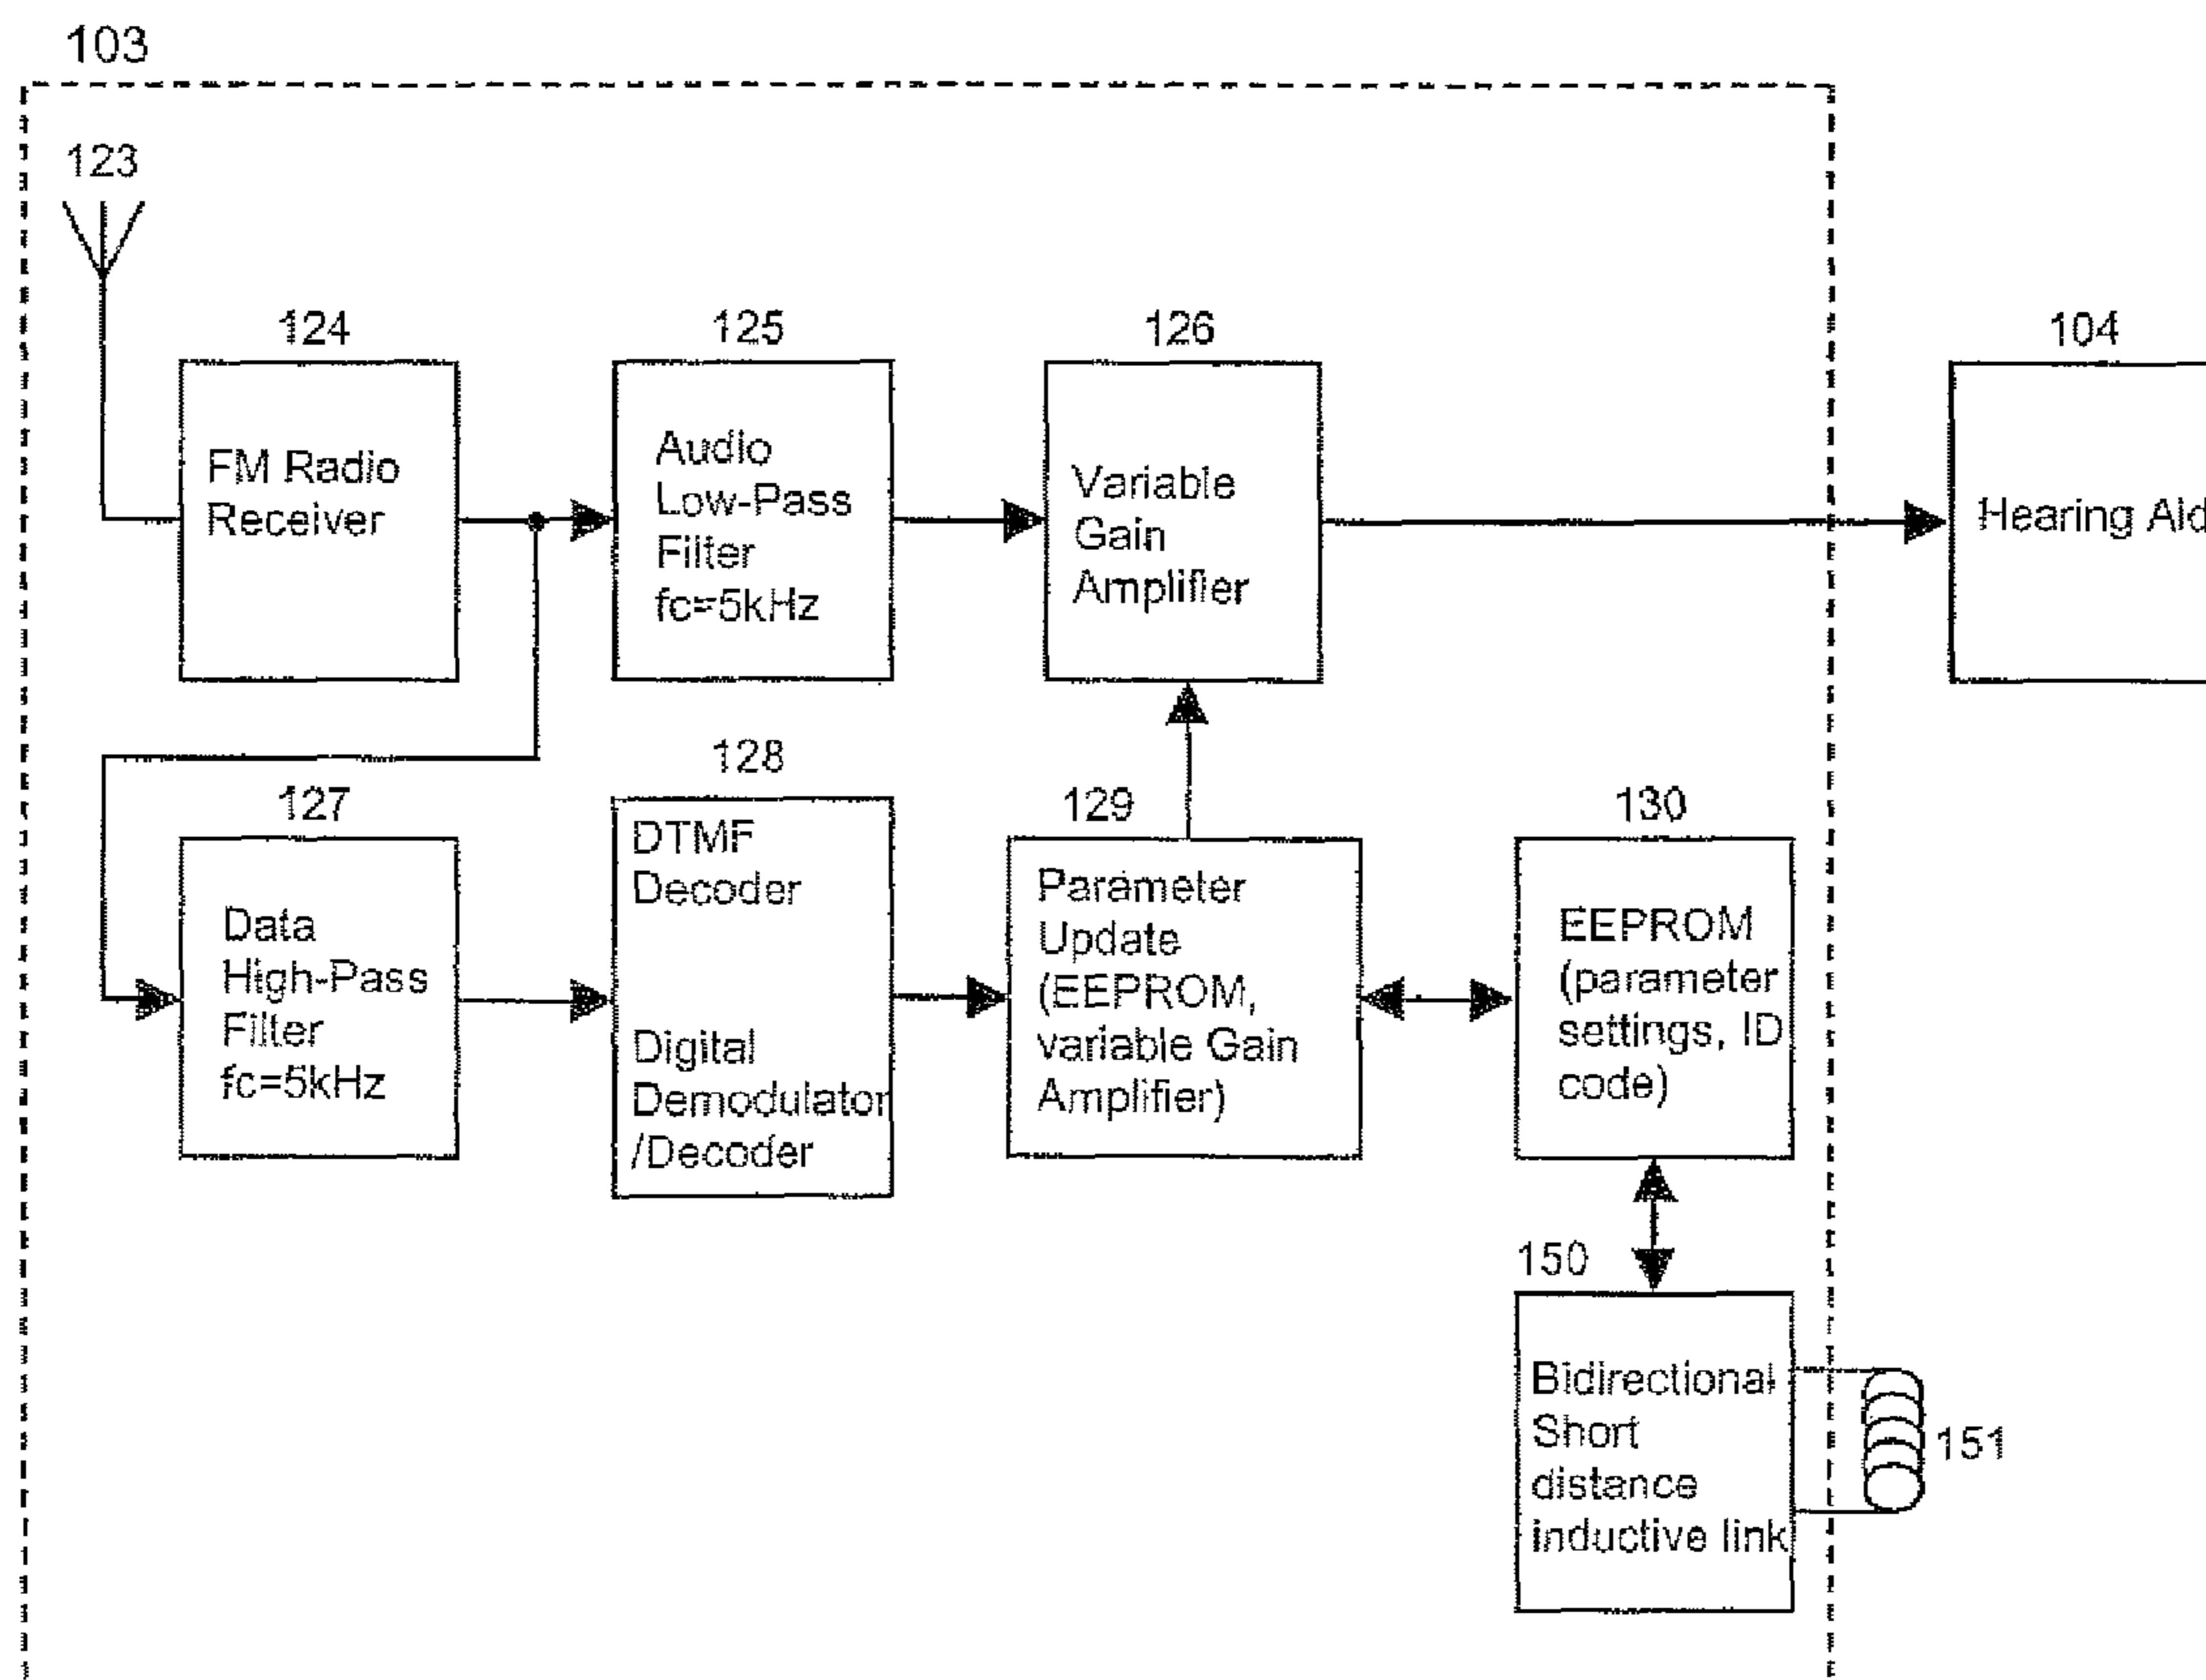 103
123
124
125
126
104
FM Radio
Receiver
Audio
Low-Pass
Filter
fc=5kHz
Variable
Gain
Amplifier
Hearing Aid
127
128
129
130
Data
High-Pass
Filter
fc=5kHz
DTMF
Decoder
Digital
Demodulator
/Decoder
Parameter
Update
(EEPROM,
variable Gain
Amplifier)
EEPROM
(parameter
settings, ID
code)
150
Bidirectional
Short
distance
inductive link
151